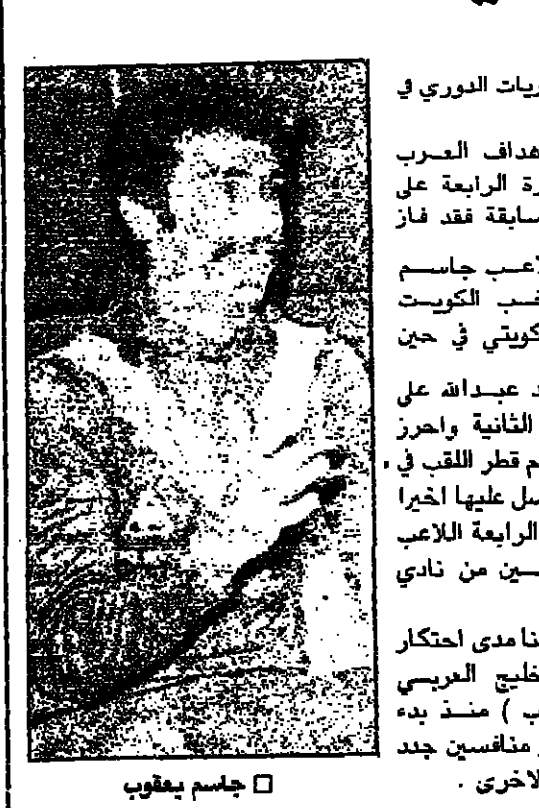 ريات الدوري في
هداف العرب
رة الرابعة على
سابقة فقد فاز
لاعب جاسم
خب الكويت
كويتي في حين
د عبدالله على
الثانية واحرز
م قطر اللقب في
سل عليها اخيرا
الرابعة اللاعب
سين من نادي
نا مدى احتكار
خليج العربي
ب ) منذ بدء
منافسين جدد
لاخرى .
□ جاسم يعقوب